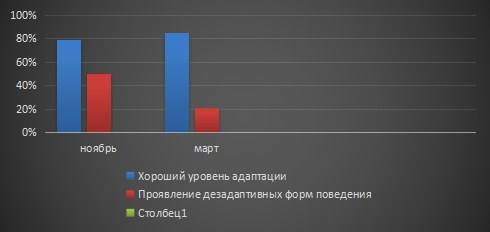 100%
80%
60%
40%
20%
0%
ноябрь март
Хороший уровень адаптации
Проявление дезадаптивных форм поведения
Столбец1